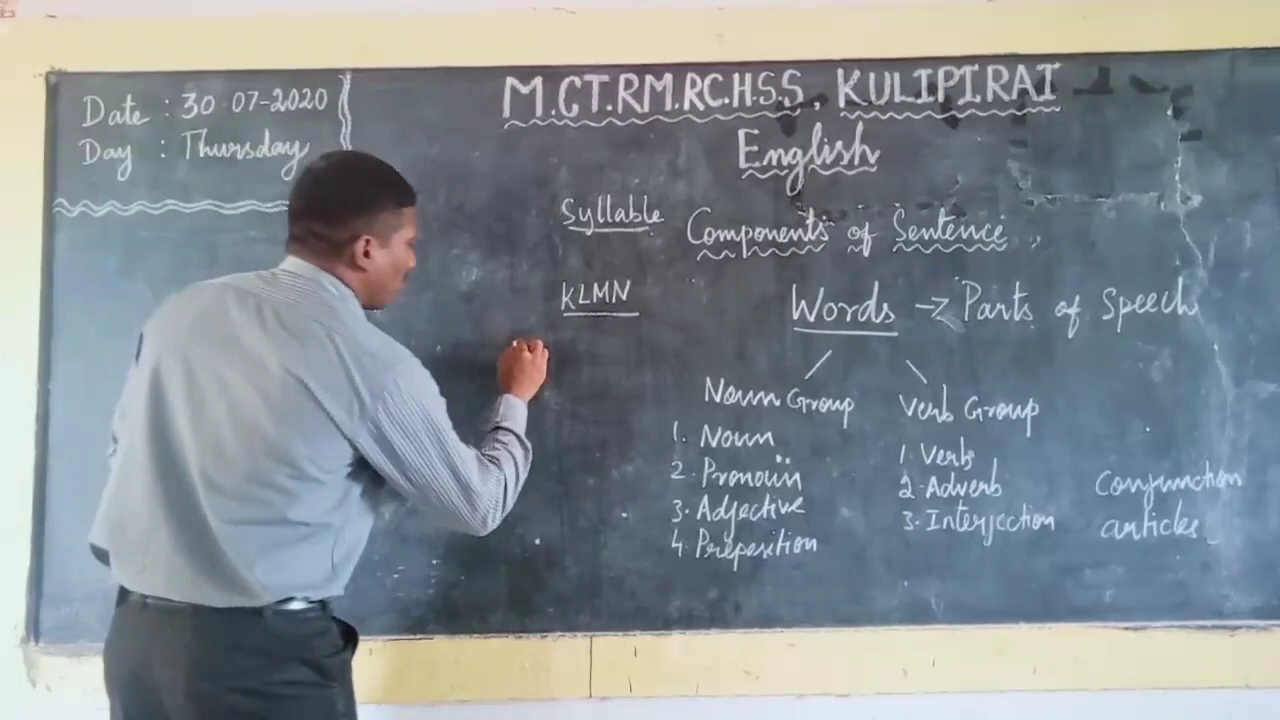 Date : 30-07-2020
Day : Thursday
M.CT.RM.RC.H.S.S, KULIPIRAI
English
Syllable
Components of Sentence
KLMN
Words → Parts of Speech
Noun Group
1. Noun
2. Pronoun
3. Adjective
4. Preposition
Verb Group
1. Verb
2. Adverb
3. Interjection
Conjunction
articles